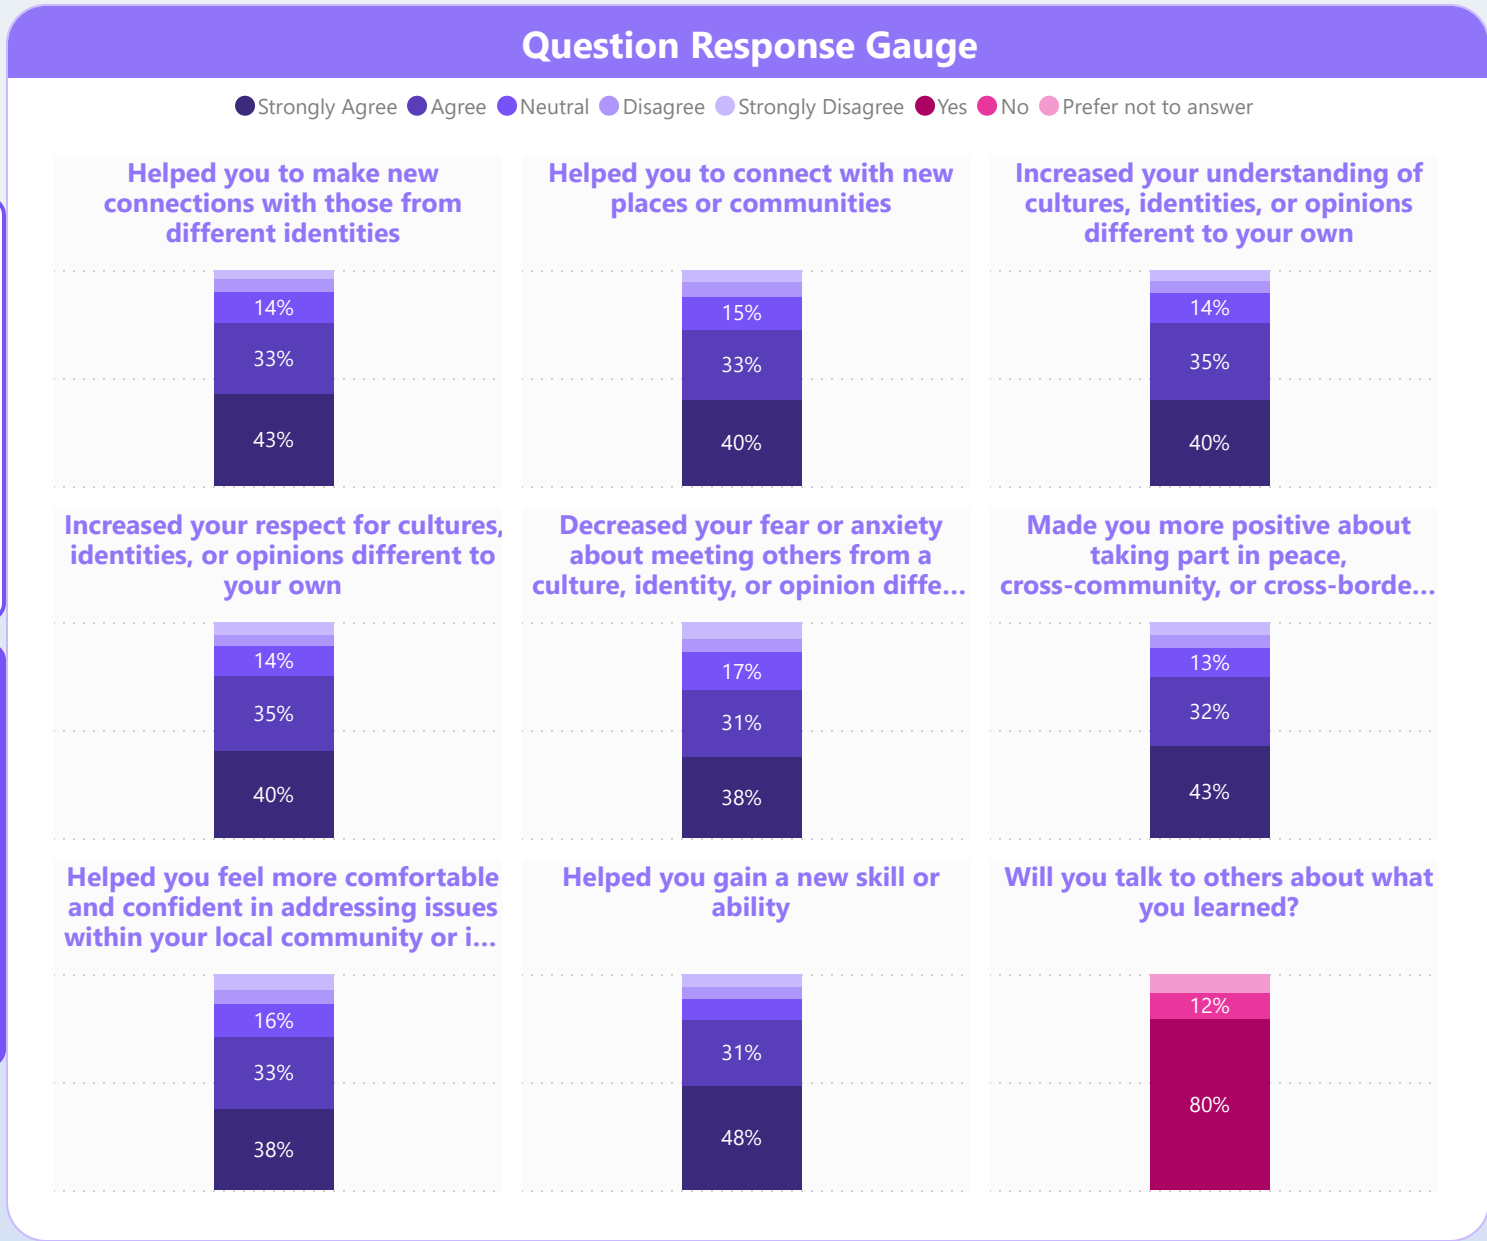 Question Response Gauge
Strongly Agree Agree Neutral Disagree Strongly Disagree Yes No Prefer not to answer
Helped you to make new
connections with those from
different identities
14%
33%
43%
Helped you to connect with new
places or communities
15%
33%
40%
Increased your understanding of
cultures, identities, or opinions
different to your own
14%
35%
40%
Increased your respect for cultures,
identities, or opinions different to
your own
14%
35%
40%
Decreased your fear or anxiety
about meeting others from a
culture, identity, or opinion diffe...
17%
31%
38%
Made you more positive about
taking part in peace,
cross-community, or cross-borde...
13%
32%
43%
Helped you feel more comfortable
and confident in addressing issues
within your local community or i...
16%
33%
38%
Helped you gain a new skill or
ability
31%
48%
Will you talk to others about what
you learned?
12%
80%